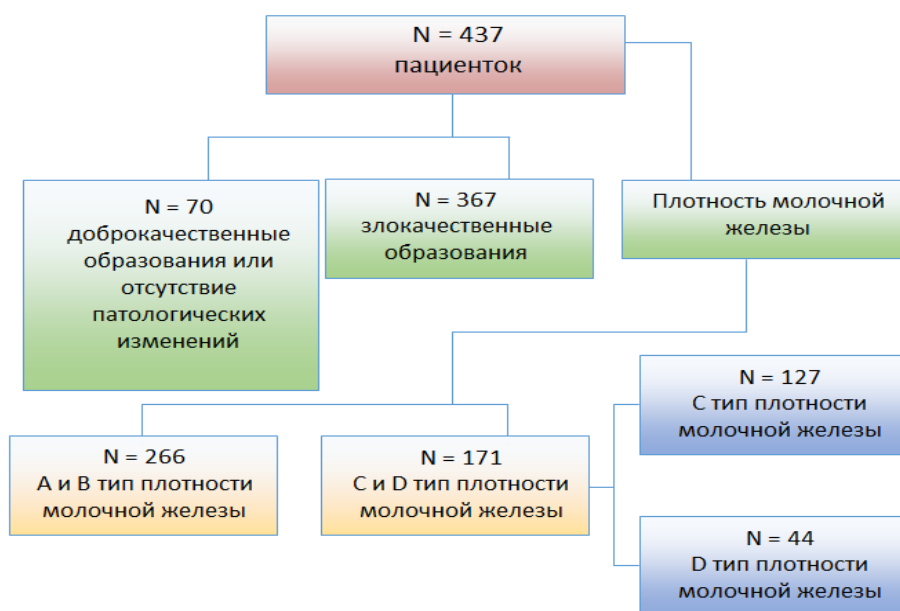 N = 437
пациенток
N = 70
доброкачественные
образования или
отсутствие
патологических
изменений
N = 367
злокачественные
образования
Плотность молочной
железы
N = 266
А и В тип плотности
молочной железы
N = 171
С и D тип плотности
молочной железы
N = 127
С тип плотности
молочной железы
N = 44
D тип плотности
молочной железы